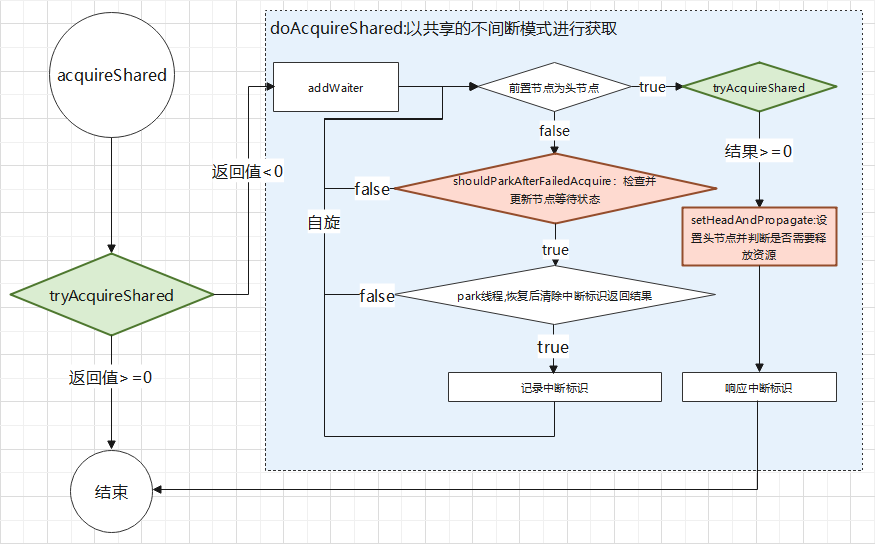 doAcquireShared:以共享的不间断模式进行获取
acquireShared
addWaiter
前置节点为头节点
true
tryAcquireShared
false
结果>=0
返回值<0
shouldParkAfterFailedAcquire：检查并
更新节点等待状态
false
自旋
setHeadAndPropagate:设
置头节点并判断是否需要释
放资源
true
tryAcquireShared
park线程,恢复后清除中断标识返回结果
false
true
返回值>=0
记录中断标识
响应中断标识
结束